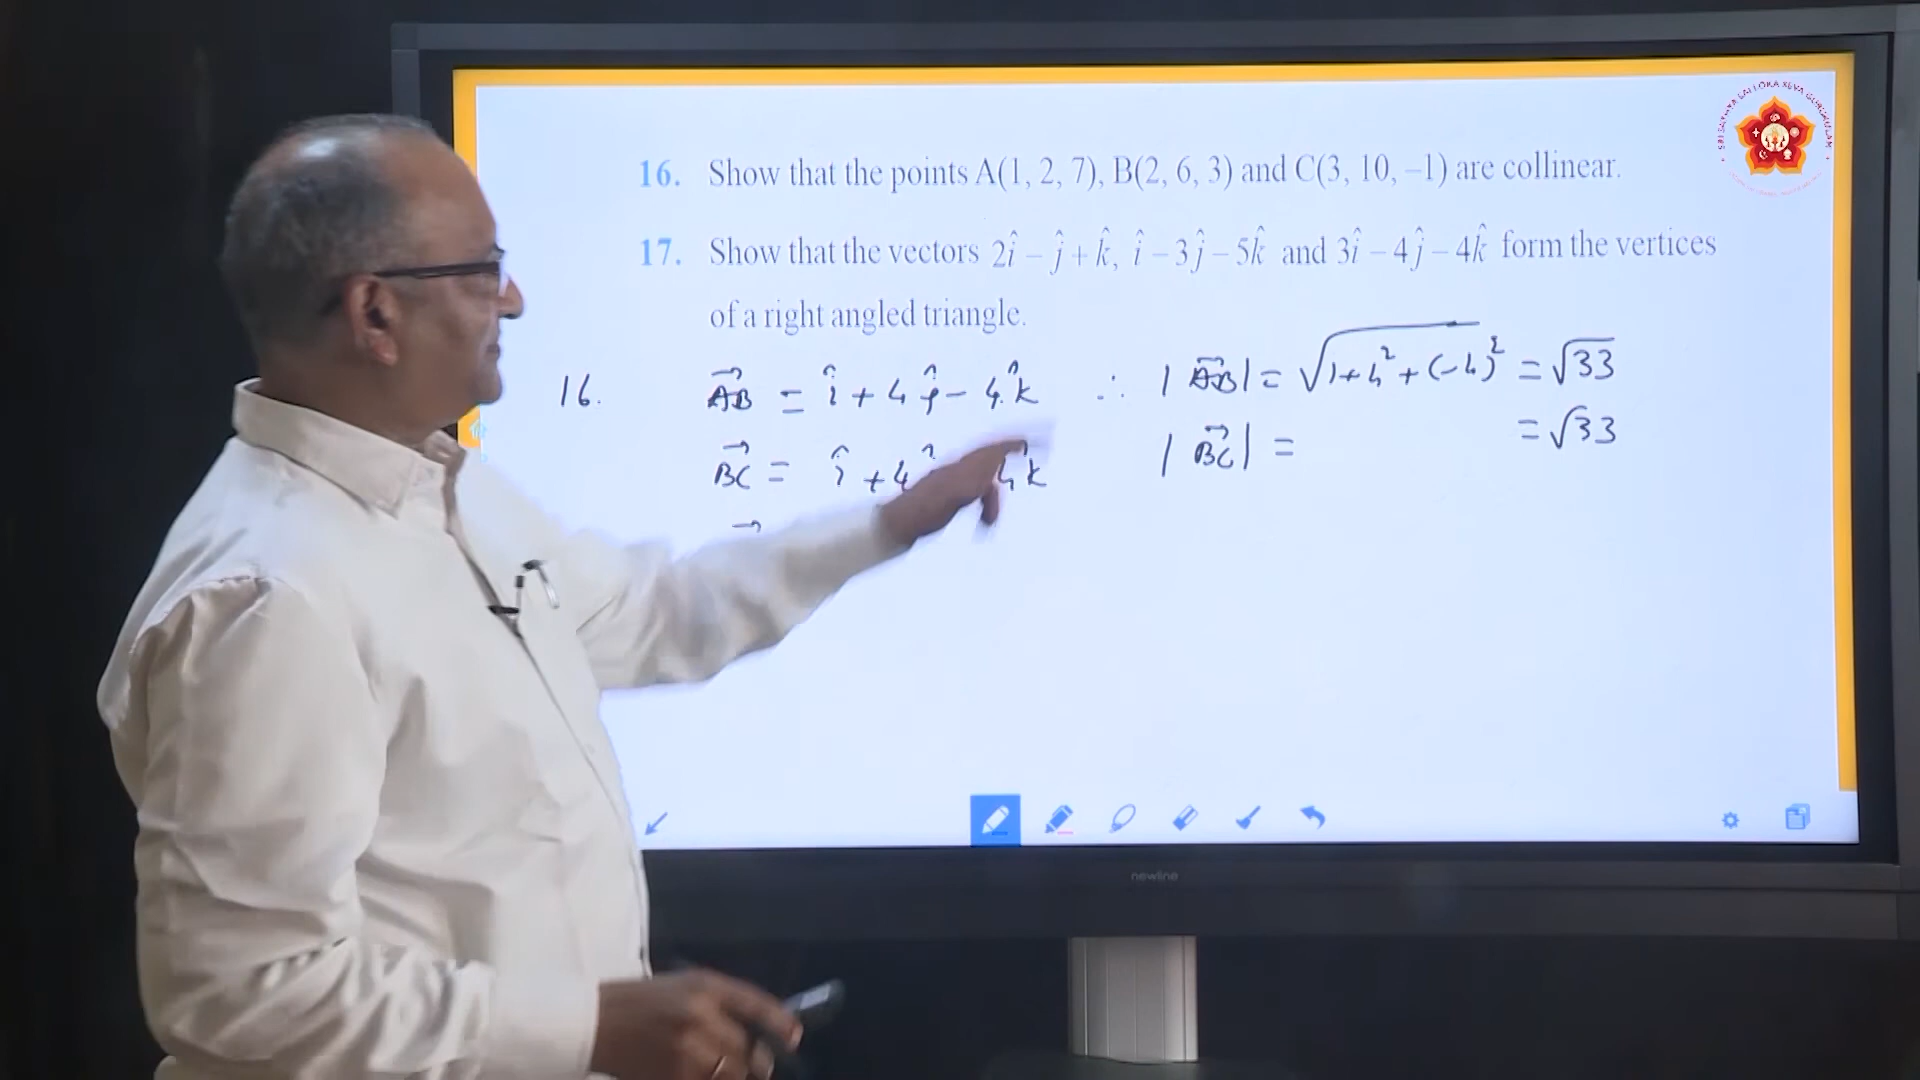 16. Show that the points A(1, 2, 7), B(2, 6, 3) and C(3, 10, –1) are collinear.
17. Show that the vectors 2î – ĵ + k̂, î – 3ĵ – 5k̂ and 3î – 4ĵ – 4k̂ form the vertices
of a right angled triangle.
16. AB⃗ = î + 4ĵ – 4k̂ ∴ |AB⃗| = √1+4²+(–4)² = √33
BC⃗ = î + 4 4k̂ |BC⃗| = = √33
→
newline